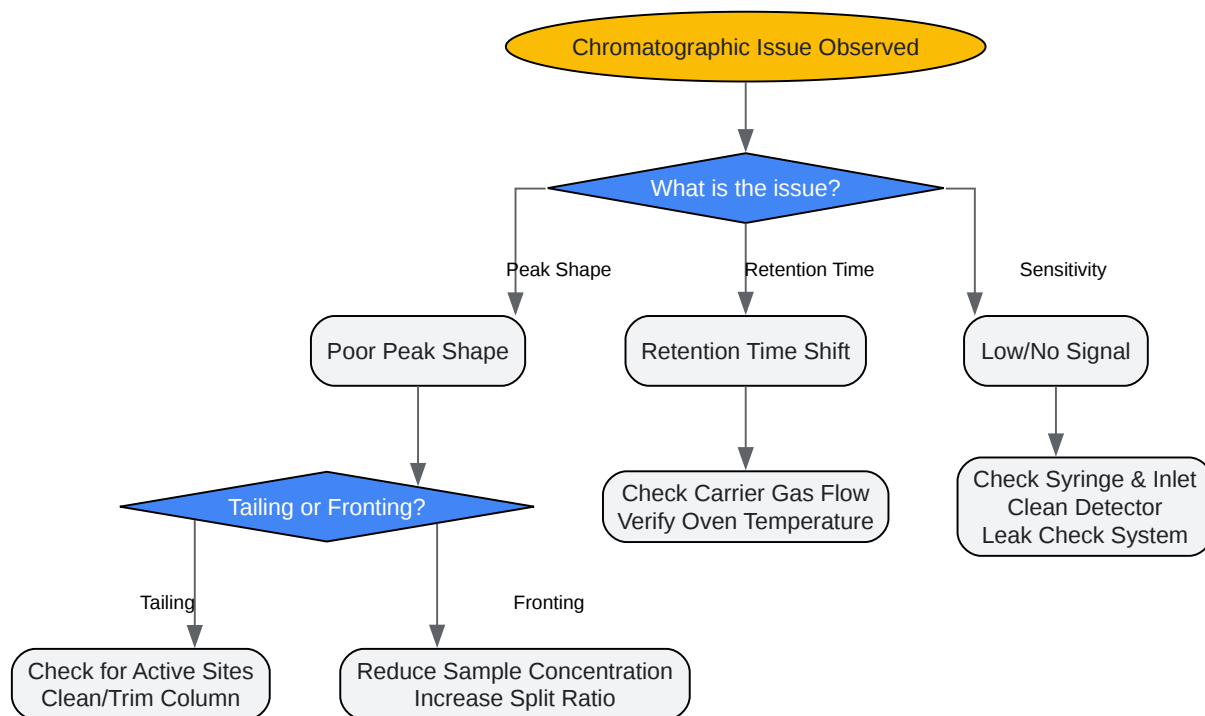 Chromatographic Issue Observed
What is the issue?
Peak Shape
Retention Time
Sensitivity
Poor Peak Shape
Retention Time Shift
Low/No Signal
Tailing or Fronting?
Check Carrier Gas Flow
Verify Oven Temperature
Check Syringe & Inlet
Clean Detector
Leak Check System
Tailing
Fronting
Check for Active Sites
Clean/Trim Column
Reduce Sample Concentration
Increase Split Ratio